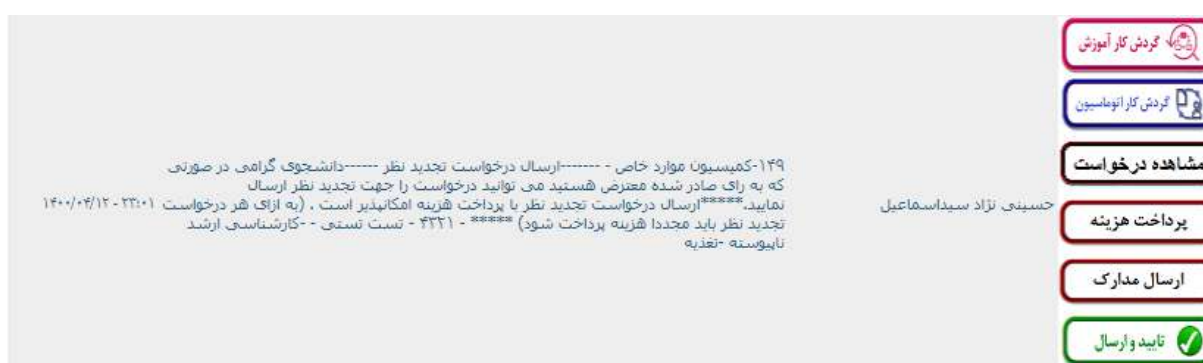 گردش کار آموزش
گردش کار اتوماسیون
مشاهده درخواست
پرداخت هزینه
ارسال مدارک
تایید و ارسال
حسینی نژاد سیداسماعیل
۱۴۹-کمیسیون موارد خاص - -------ارسال درخواست تجدید نظر ------دانشجوی گرامی در صورتی
که به رای صادر شده معترض هستید می توانید درخواست را جهت تجدید نظر ارسال
نمایید.*****ارسال درخواست تجدید نظر با پرداخت هزینه امکانپذیر است . (به ازای هر درخواست
تجدید نظر باید مجددا هزینه پرداخت شود) ***** - ۴۳۲۱ - تست تستی - -کارشناسی ارشد
ناپیوسته -تغذیه
۱۴۰۰/۰۴/۱۲ - ۲۳:۰۱